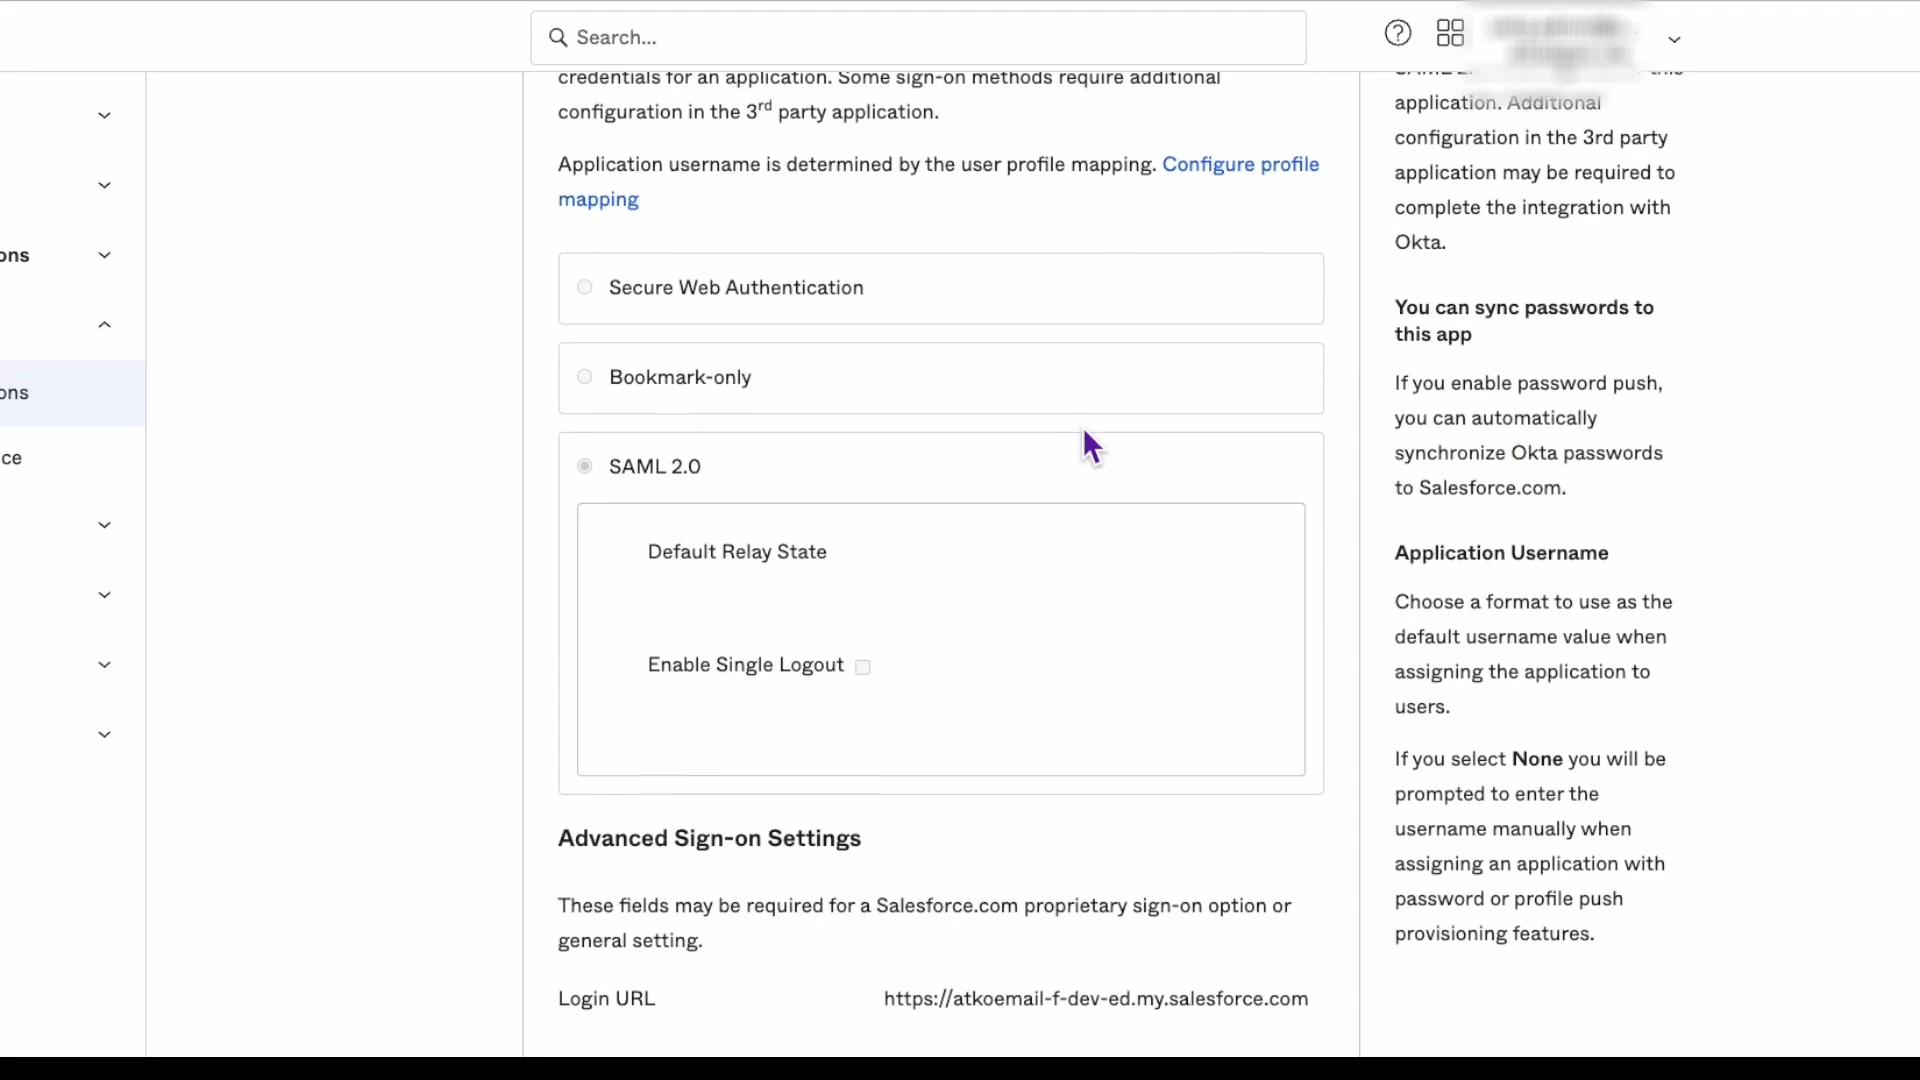 Search...
credentials for an application. Some sign-on methods require additional
configuration in the 3rd party application.
Application username is determined by the user profile mapping. Configure profile
mapping
Secure Web Authentication
Bookmark-only
SAML 2.0
Default Relay State
Enable Single Logout
Advanced Sign-on Settings
These fields may be required for a Salesforce.com proprietary sign-on option or
general setting.
Login URL
https://atkoemail-f-dev-ed.my.salesforce.com
ons
ons
ce
this
application. Additional
configuration in the 3rd party
application may be required to
complete the integration with
Okta.
You can sync passwords to
this app
If you enable password push,
you can automatically
synchronize Okta passwords
to Salesforce.com.
Application Username
Choose a format to use as the
default username value when
assigning the application to
users.
If you select None you will be
prompted to enter the
username manually when
assigning an application with
password or profile push
provisioning features.